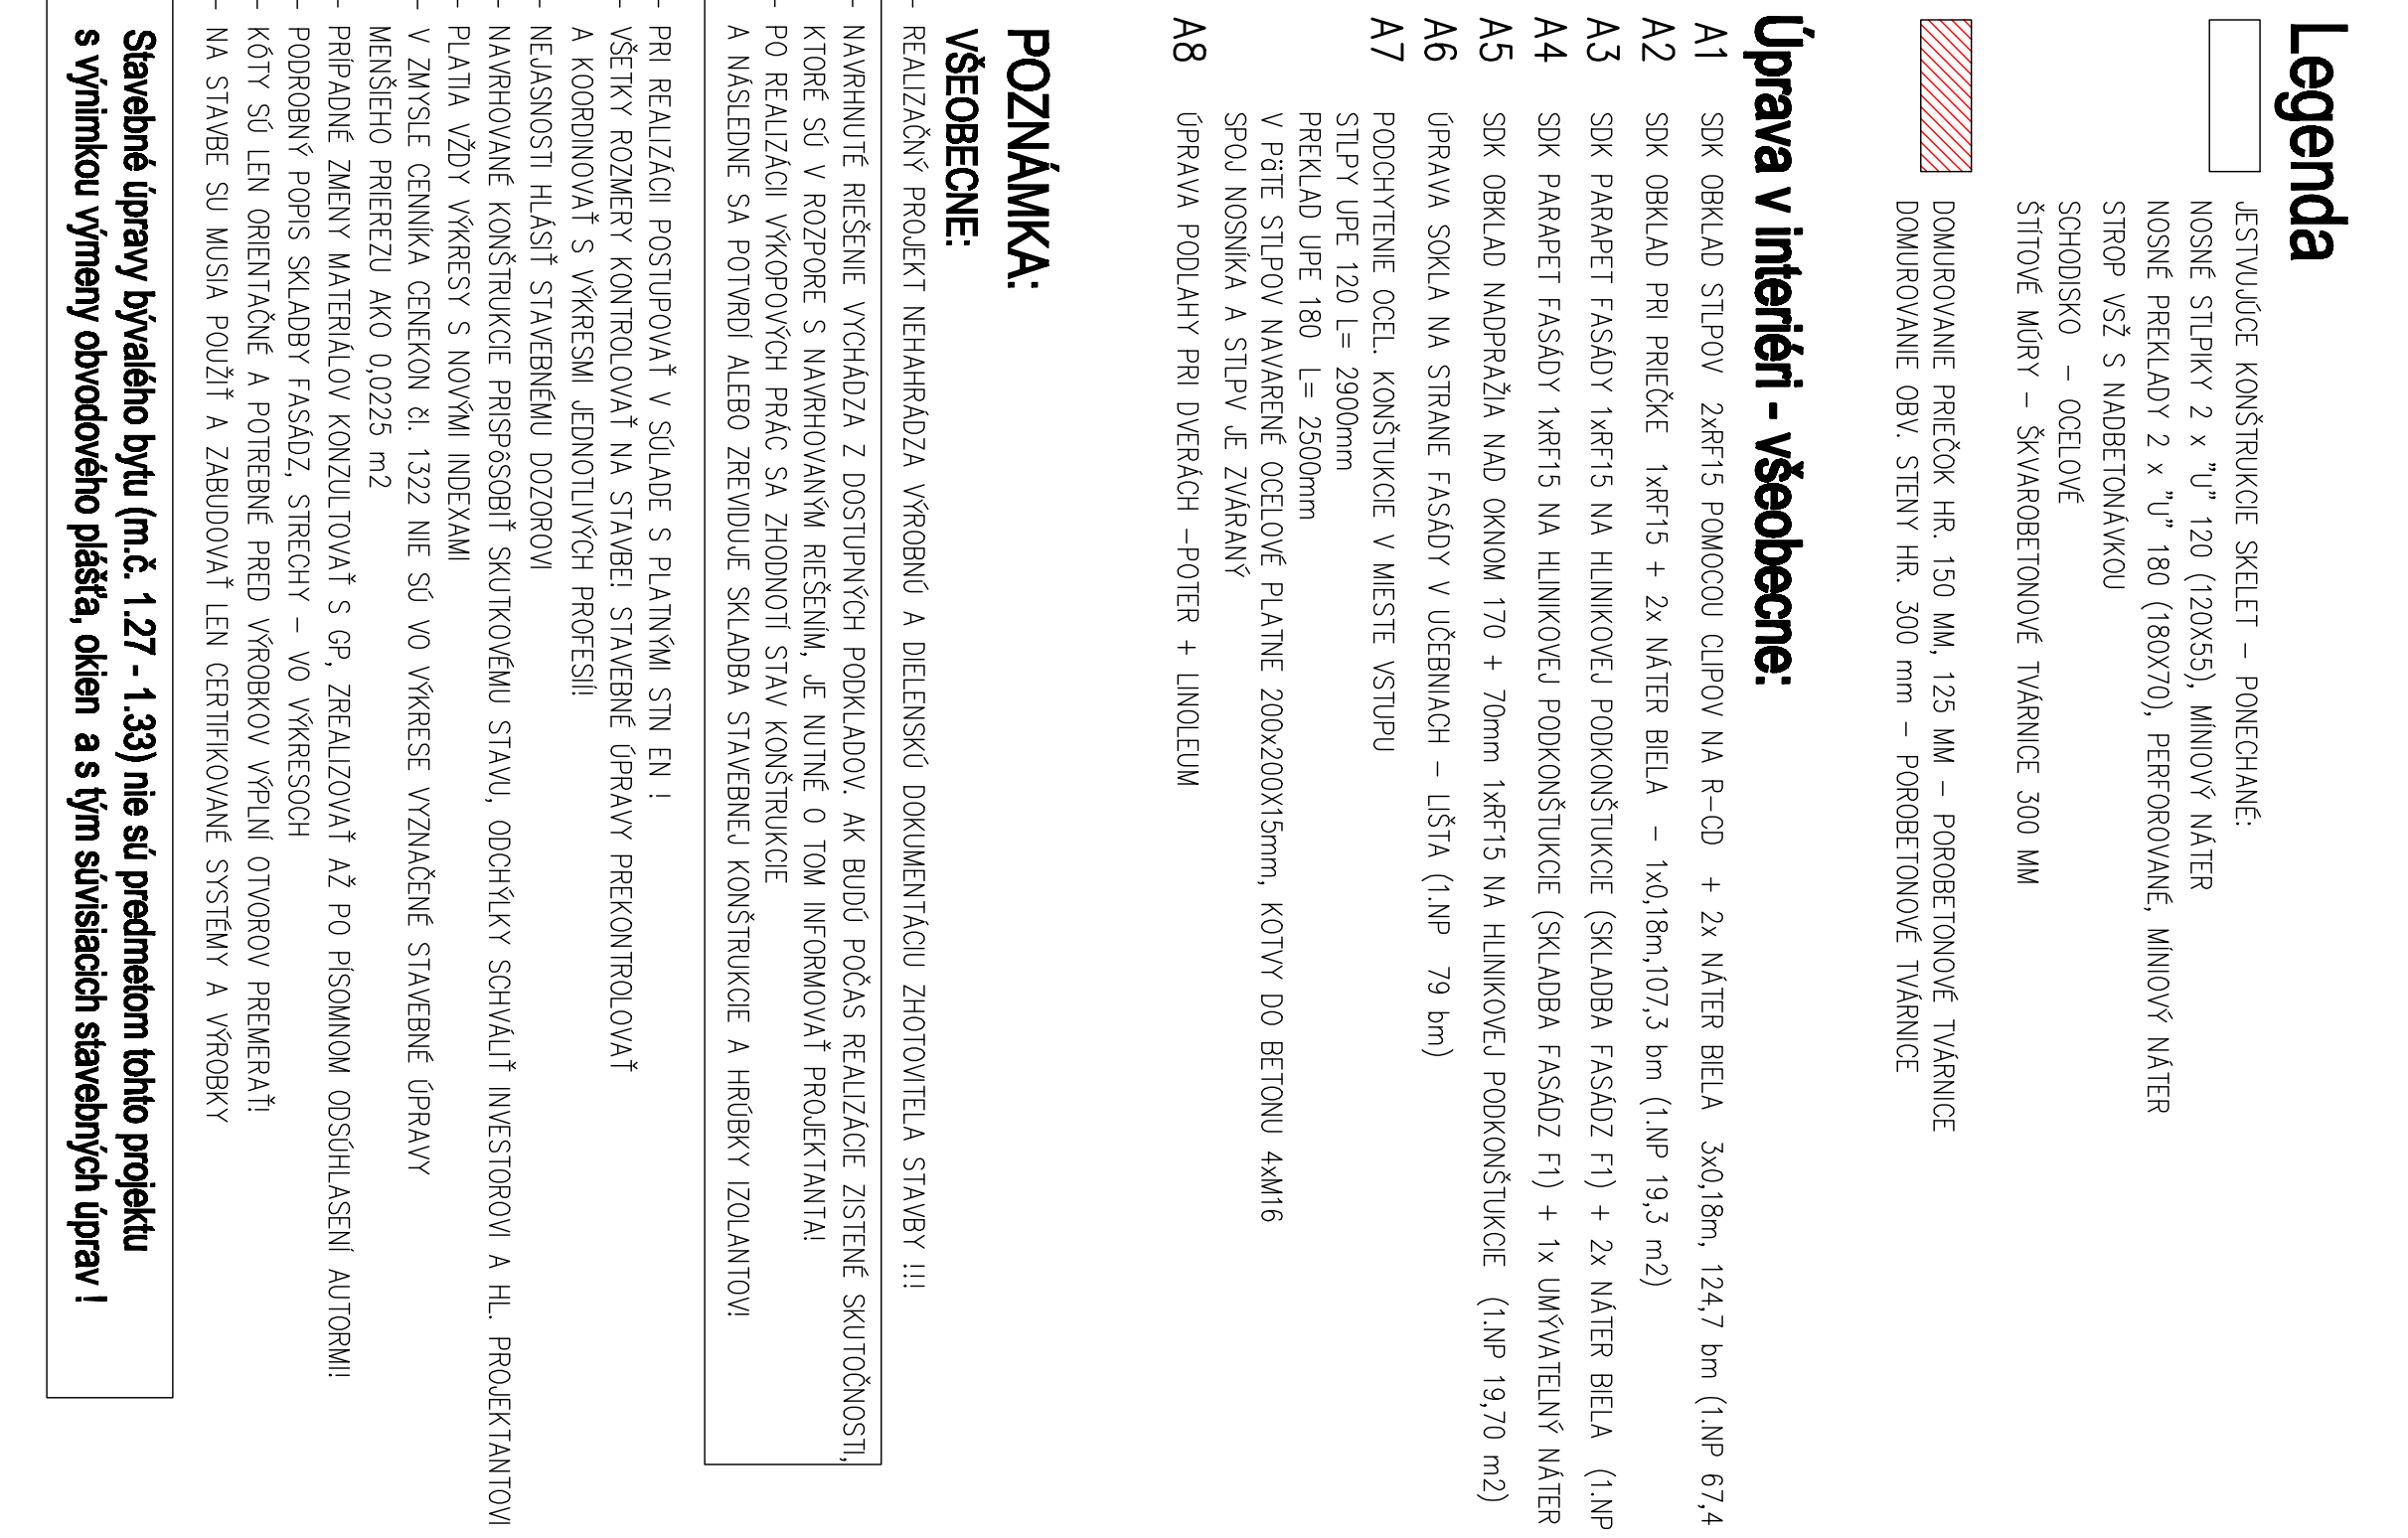 Legenda
JESTVUJÚCE KONŠTRUKCIE SKELET – PONECHANÉ:
NOSNÉ STLPIKY 2 x "U" 120 (120X55), MÍNIOVÝ NÁTER
NOSNÉ PREKLADY 2 x "U" 180 (180X70), PERFOROVANÉ, MÍNIOVÝ NÁTER
STROP VSŽ S NADBETONÁVKOU
SCHODISKO – OCELOVÉ
ŠTÍTOVÉ MÚRY – ŠKVAROBETONOVÉ TVÁRNICE 300 MM
DOMUROVANIE PRIEČOK HR. 150 MM, 125 MM – POROBETONOVÉ TVÁRNICE
DOMUROVANIE OBV. STENY HR. 300 mm – POROBETONOVÉ TVÁRNICE
Úprava v interiéri - všeobecne:
A1 SDK OBKLAD STLPOV 2xRF15 POMOCOU CLIPOV NA R–CD + 2x NÁTER BIELA 3x0,18m, 124,7 bm (1.NP 67,4
A2 SDK OBKLAD PRI PRIEČKE 1xRF15 + 2x NÁTER BIELA – 1x0,18m,107,3 bm (1.NP 19,3 m2)
A3 SDK PARAPET FASÁDY 1xRF15 NA HLINIKOVEJ PODKONŠTUKCIE (SKLADBA FASÁDZ F1) + 2x NÁTER BIELA (1.NP
A4 SDK PARAPET FASÁDY 1xRF15 NA HLINIKOVEJ PODKONŠTUKCIE (SKLADBA FASÁDZ F1) + 1x UMÝVATELNÝ NÁTER
A5 SDK OBKLAD NADPRAŽIA NAD OKNOM 170 + 70mm 1xRF15 NA HLINIKOVEJ PODKONŠTUKCIE (1.NP 19,70 m2)
A6 ÚPRAVA SOKLA NA STRANE FASÁDY V UČEBNIACH – LIŠTA (1.NP 79 bm)
A7 PODCHYTENIE OCEL. KONŠTUKCIE V MIESTE VSTUPU
STLPY UPE 120 L= 2900mm
PREKLAD UPE 180 L= 2500mm
V PäTE STLPOV NAVARENÉ OCELOVÉ PLATNE 200x200X15mm, KOTVY DO BETONU 4xM16
SPOJ NOSNÍKA A STLPV JE ZVÁRANÝ
A8 ÚPRAVA PODLAHY PRI DVERÁCH –POTER + LINOLEUM
POZNÁMKA:
VŠEOBECNE:
– REALIZAČNÝ PROJEKT NEHAHRÁDZA VÝROBNÚ A DIELENSKÚ DOKUMENTÁCIU ZHOTOVITELA STAVBY !!!
– NAVRHNUTÉ RIEŠENIE VYCHÁDZA Z DOSTUPNÝCH PODKLADOV. AK BUDÚ POČAS REALIZÁCIE ZISTENÉ SKUTOČNOSTI,
KTORÉ SÚ V ROZPORE S NAVRHOVANÝM RIEŠENÍM, JE NUTNÉ O TOM INFORMOVAŤ PROJEKTANTA!
– PO REALIZÁCII VÝKOPOVÝCH PRÁC SA ZHODNOTÍ STAV KONŠTRUKCIE
A NÁSLEDNE SA POTVRDÍ ALEBO ZREVIDUJE SKLADBA STAVEBNEJ KONŠTRUKCIE A HRÚBKY IZOLANTOV!
– PRI REALIZÁCII POSTUPOVAŤ V SÚLADE S PLATNÝMI STN EN !
– VŠETKY ROZMERY KONTROLOVAŤ NA STAVBE! STAVEBNÉ ÚPRAVY PREKONTROLOVAŤ
A KOORDINOVAŤ S VÝKRESMI JEDNOTLIVÝCH PROFESIÍ!
– NEJASNOSTI HLÁSIŤ STAVEBNÉMU DOZOROVI
– NAVRHOVANÉ KONŠTRUKCIE PRISPôSOBIŤ SKUTKOVÉMU STAVU, ODCHÝLKY SCHVÁLIŤ INVESTOROVI A HL. PROJEKTANTOVI
– PLATIA VŽDY VÝKRESY S NOVÝMI INDEXAMI
– V ZMYSLE CENNÍKA CENEKON čl. 1322 NIE SÚ VO VÝKRESE VYZNAČENÉ STAVEBNÉ ÚPRAVY
MENŠIEHO PRIEREZU AKO 0,0225 m2
– PRÍPADNÉ ZMENY MATERIÁLOV KONZULTOVAŤ S GP, ZREALIZOVAŤ AŽ PO PÍSOMNOM ODSÚHLASENÍ AUTORMI!
– PODROBNÝ POPIS SKLADBY FASÁDZ, STRECHY – VO VÝKRESOCH
– KÓTY SÚ LEN ORIENTAČNÉ A POTREBNÉ PRED VÝROBKOV VÝPLNÍ OTVOROV PREMERAŤ!
– NA STAVBE SU MUSIA POUŽIŤ A ZABUDOVAŤ LEN CERTIFIKOVANÉ SYSTÉMY A VÝROBKY
Stavebné úpravy bývalého bytu (m.č. 1.27 - 1.33) nie sú predmetom tohto projektu
s výnimkou výmeny obvodového plášťa, okien a s tým súvisiacich stavebných úprav !